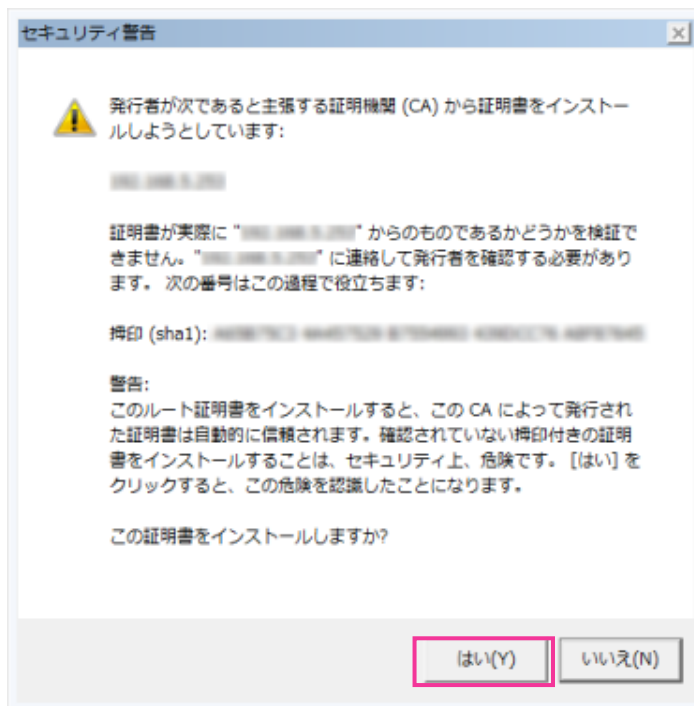 セキュリティ警告
発行者が次であると主張する証明機関 (CA) から証明書をインストー
ルしようとしています:
証明書が実際に "
" からのものであるかどうかを検証で
きません。"
" に連絡して発行者を確認する必要があり
ます。 次の番号はこの過程で役立ちます:
拇印 (sha1):
警告:
このルート証明書をインストールすると、この CA によって発行され
た証明書は自動的に信頼されます。確認されていない拇印付きの証明
書をインストールすることは、セキュリティ上、危険です。 [はい] を
クリックすると、この危険を認識したことになります。
この証明書をインストールしますか?
はい(Y)
いいえ(N)